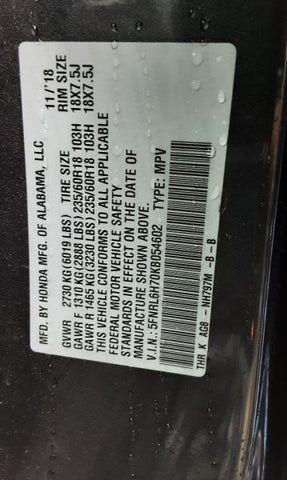 MFD. BY HONDA MFG. OF ALABAMA, LLC 11/'18
TIRE SIZE RIM SIZE
GVWR 2730 KG (6019 LBS)
GAWR F 1310 KG (2888 LBS) 235/60R18 103H 18X7.5J
GAWR R 1465 KG (3230 LBS) 235/60R18 103H 18X7.5J
THIS VEHICLE CONFORMS TO ALL APPLICABLE
FEDERAL MOTOR VEHICLE SAFETY
STANDARDS IN EFFECT ON THE DATE OF
MANUFACTURE SHOWN ABOVE.
V.I.N.: 5FNRL6H70KB054602 TYPE: MPV
THR K AG8 - NH797M -B- 8